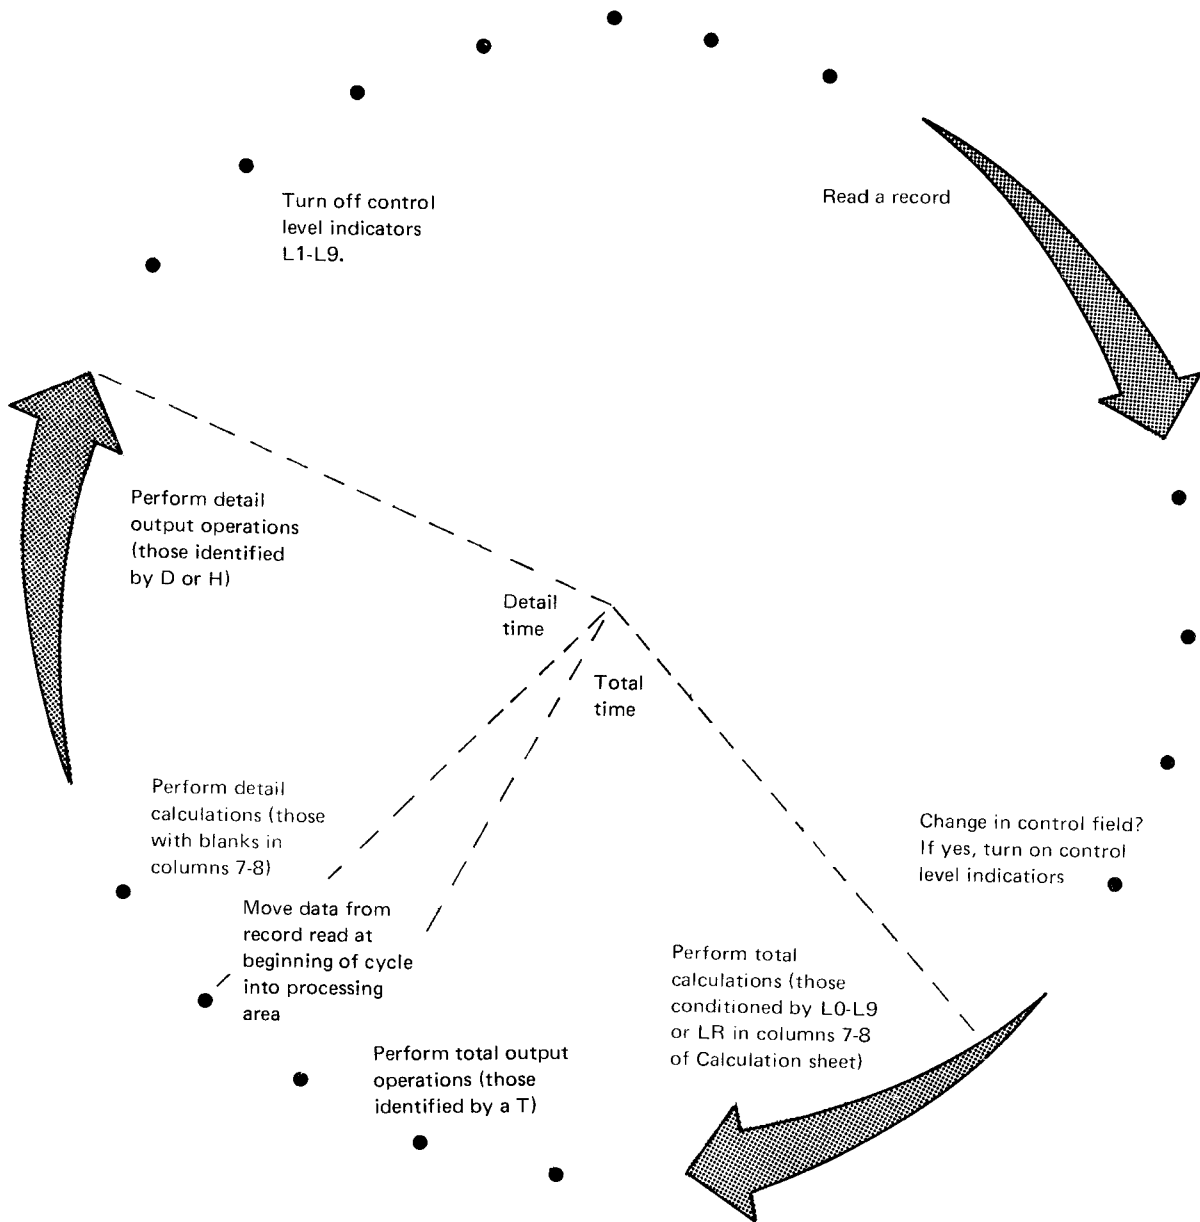 Turn off control
level indicators
L1-L9.
Read a record
Perform detail
output operations
(those identified
by D or H)
Detail
time
Total
time
Perform detail
calculations (those
with blanks in
columns 7-8)
Change in control field?
If yes, turn on control
level indicatiors
Move data from
record read at
beginning of cycle
into processing
area
Perform total
calculations (those
conditioned by L0-L9
or LR in columns 7-8
of Calculation sheet)
Perform total output
operations (those
identified by a T)